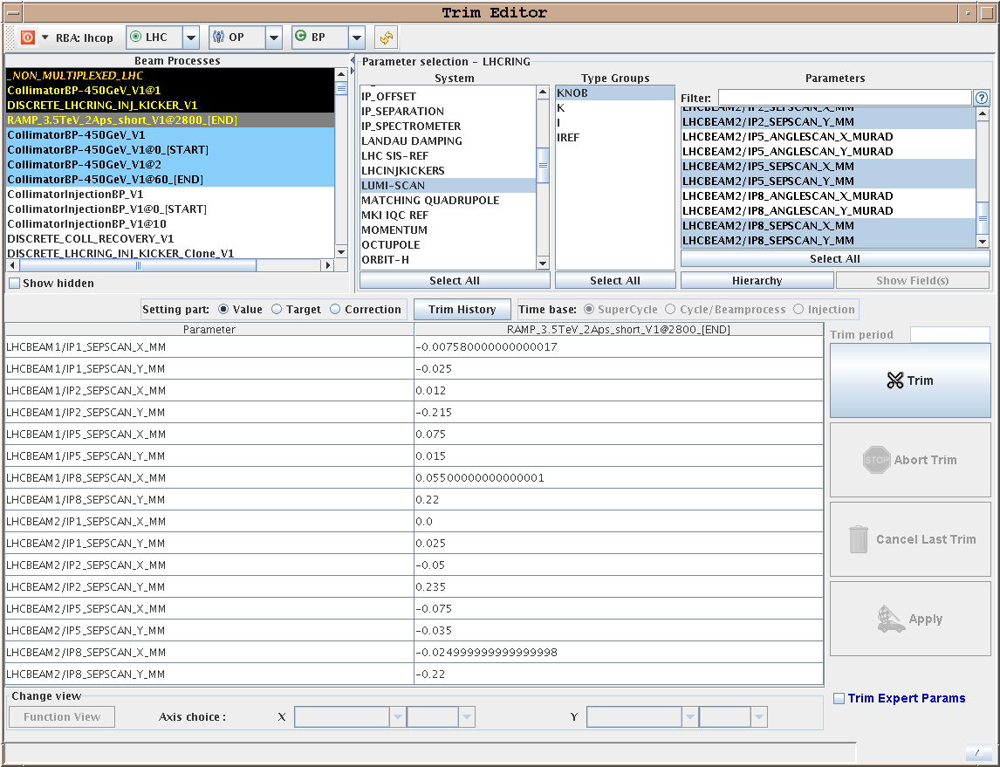 Trim Editor
RBA: lhcop
LHC
OP
BP
Beam Processes
_NON_MULTIPLEXED_LHC
CollimatorBP-450GeV_V1@1
DISCRETE_LHCRING_INJ_KICKER_V1
RAMP_3.5TeV_2Aps_short_V1@2800_[END]
CollimatorBP-450GeV_V1
CollimatorBP-450GeV_V1@0_[START]
CollimatorBP-450GeV_V1@2
CollimatorBP-450GeV_V1@60_[END]
CollimatorInjectionBP_V1
CollimatorInjectionBP_V1@0_[START]
CollimatorInjectionBP_V1@10
DISCRETE_COLL_RECOVERY_V1
DISCRETE_LHCRING_INJ_KICKER_Clone_V1
Show hidden
Parameter selection - LHCRING
System
IP_OFFSET
IP_SEPARATION
IP_SPECTROMETER
LANDAU DAMPING
LHC SIS-REF
LHCINJKICKERS
LUMI-SCAN
MATCHING QUADRUPOLE
MKI IQC REF
MOMENTUM
OCTUPOLE
ORBIT-H
Select All
Type Groups
KNOB
K
I
IREF
Select All
Parameters
Filter:
?
LHCBEAM2/IP2_SEPSCAN_X_MM
LHCBEAM2/IP2_SEPSCAN_Y_MM
LHCBEAM2/IP5_ANGLESCAN_X_MURAD
LHCBEAM2/IP5_ANGLESCAN_Y_MURAD
LHCBEAM2/IP5_SEPSCAN_X_MM
LHCBEAM2/IP5_SEPSCAN_Y_MM
LHCBEAM2/IP8_ANGLESCAN_X_MURAD
LHCBEAM2/IP8_ANGLESCAN_Y_MURAD
LHCBEAM2/IP8_SEPSCAN_X_MM
LHCBEAM2/IP8_SEPSCAN_Y_MM
Select All
Hierarchy
Show Field(s)
Setting part: Value Target Correction
Trim History
Time base: SuperCycle Cycle/Beamprocess Injection
Parameter RAMP_3.5TeV_2Aps_short_V1@2800_[END]
LHCBEAM1/IP1_SEPSCAN_X_MM -0.007580000000000017
LHCBEAM1/IP1_SEPSCAN_Y_MM -0.025
LHCBEAM1/IP2_SEPSCAN_X_MM 0.012
LHCBEAM1/IP2_SEPSCAN_Y_MM -0.215
LHCBEAM1/IP5_SEPSCAN_X_MM 0.075
LHCBEAM1/IP5_SEPSCAN_Y_MM 0.015
LHCBEAM1/IP8_SEPSCAN_X_MM 0.05500000000000001
LHCBEAM1/IP8_SEPSCAN_Y_MM 0.22
LHCBEAM2/IP1_SEPSCAN_X_MM 0.0
LHCBEAM2/IP1_SEPSCAN_Y_MM 0.025
LHCBEAM2/IP2_SEPSCAN_X_MM -0.05
LHCBEAM2/IP2_SEPSCAN_Y_MM 0.235
LHCBEAM2/IP5_SEPSCAN_X_MM -0.075
LHCBEAM2/IP5_SEPSCAN_Y_MM -0.035
LHCBEAM2/IP8_SEPSCAN_X_MM -0.024999999999999998
LHCBEAM2/IP8_SEPSCAN_Y_MM -0.22
Trim period
Trim
STOP Abort Trim
Cancel Last Trim
Apply
Trim Expert Params
Change view
Function View Axis choice : X Y